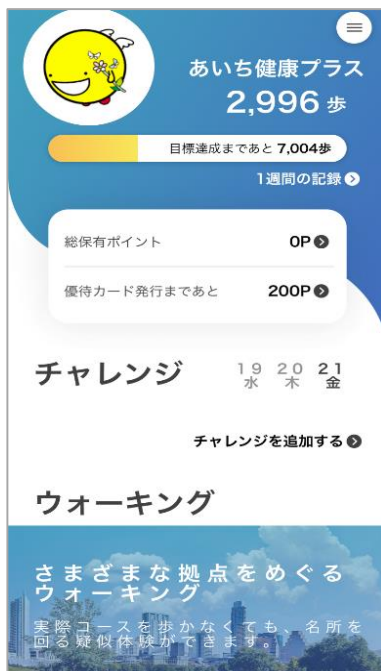 あいち健康プラス
2,996 歩
目標達成まであと 7,004歩
1週間の記録
総保有ポイント 0P
優待カード発行まであと 200P
チャレンジ
19 20 21
水 木 金
チャレンジを追加する
ウォーキング
さまざまな拠点をめぐる
ウォーキング
実際コースを歩かなくても、名所を
回る疑似体験ができます。